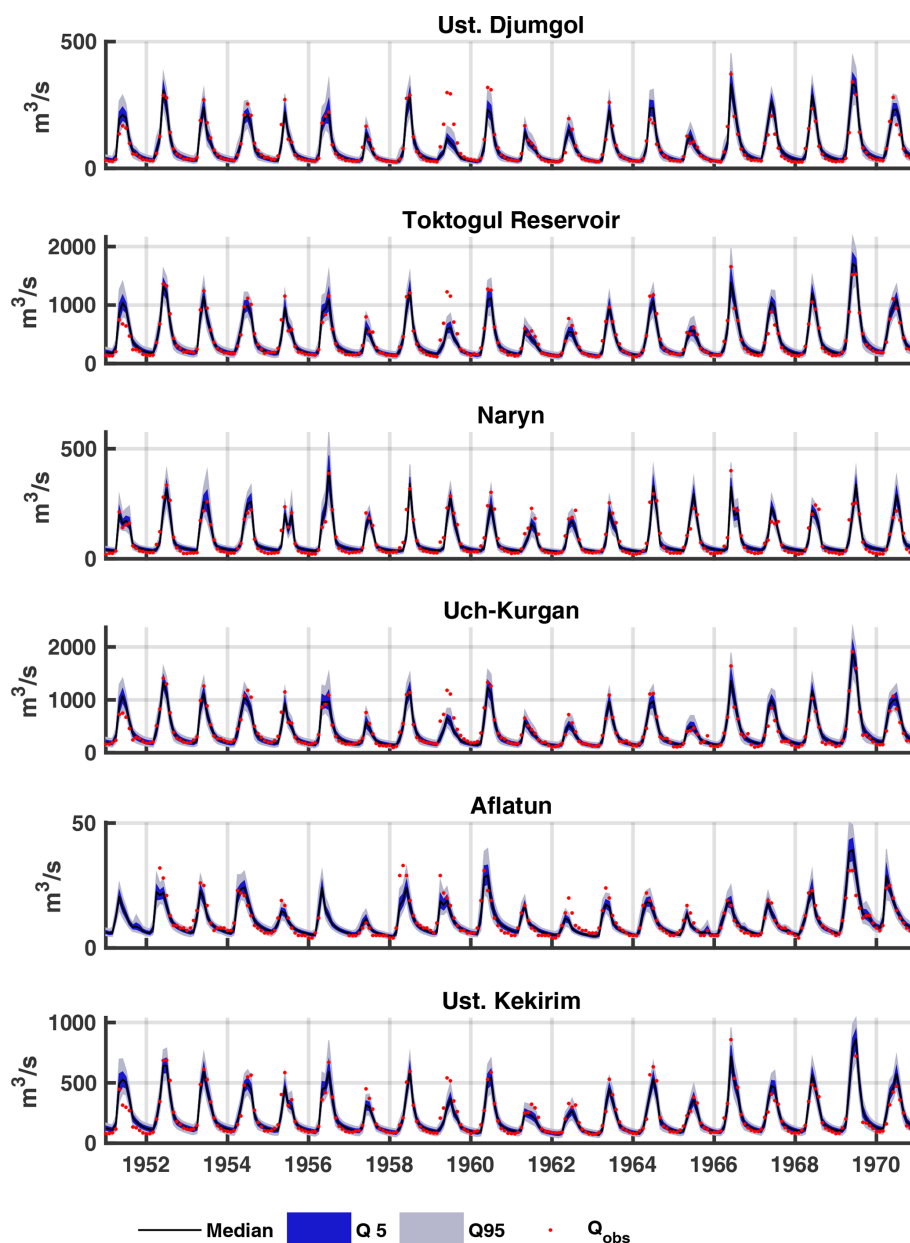 Ust. Djumgol
500
0
m³/s
Toktogul Reservoir
2000
1000
0
m³/s
Naryn
500
0
m³/s
Uch-Kurgan
2000
1000
0
m³/s
Aflatun
50
0
m³/s
Ust. Kekirim
1000
500
0
m³/s
1952 1954 1956 1958 1960 1962 1964 1966 1968 1970
Median Q 5 Q95 Q_obs